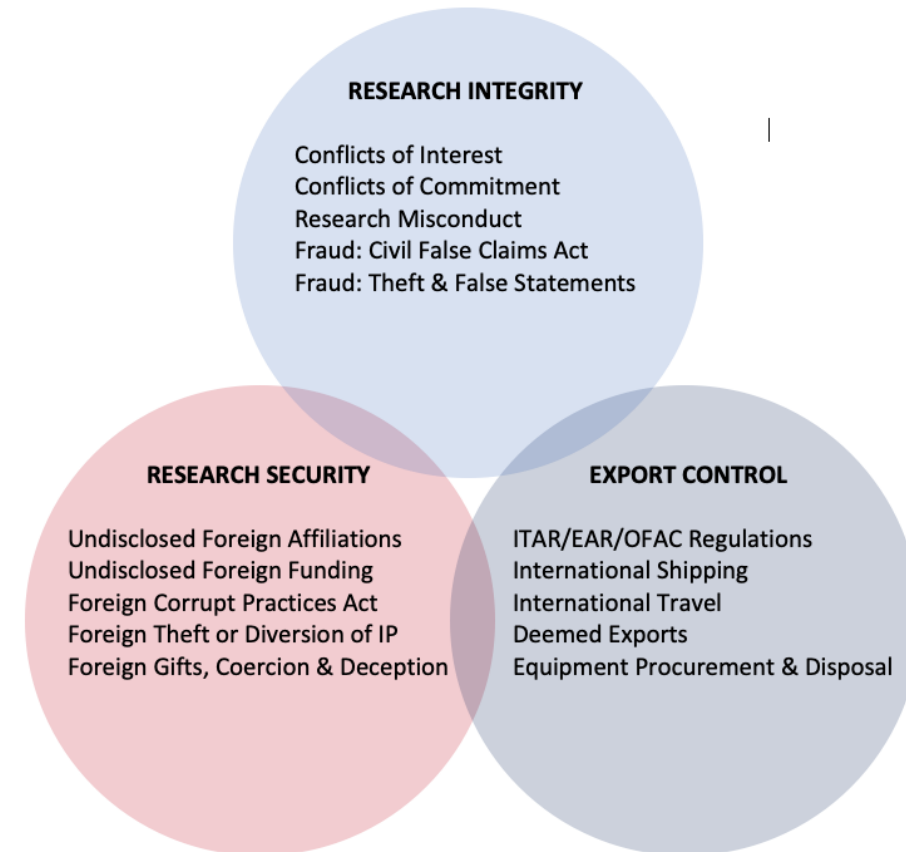 RESEARCH INTEGRITY
Conflicts of Interest
Conflicts of Commitment
Research Misconduct
Fraud: Civil False Claims Act
Fraud: Theft & False Statements
RESEARCH SECURITY
Undisclosed Foreign Affiliations
Undisclosed Foreign Funding
Foreign Corrupt Practices Act
Foreign Theft or Diversion of IP
Foreign Gifts, Coercion & Deception
EXPORT CONTROL
ITAR/EAR/OFAC Regulations
International Shipping
International Travel
Deemed Exports
Equipment Procurement & Disposal